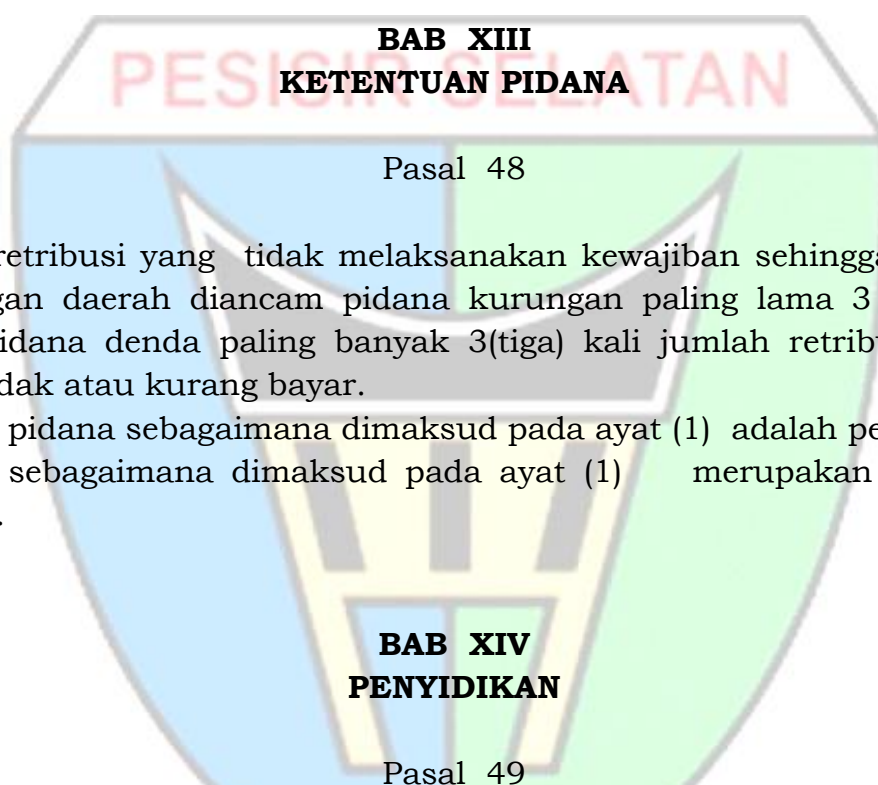 BAB XIII
PESISIR SELATAN
KETENTUAN PIDANA
Pasal 48
retribusi yang tidak melaksanakan kewajiban sehingga
gan daerah diancam pidana kurungan paling lama 3
idana denda paling banyak 3(tiga) kali jumlah retribu
dak atau kurang bayar.
pidana sebagaimana dimaksud pada ayat (1) adalah pe
sebagaimana dimaksud pada ayat (1) merupakan
.
BAB XIV
PENYIDIKAN
Pasal 49